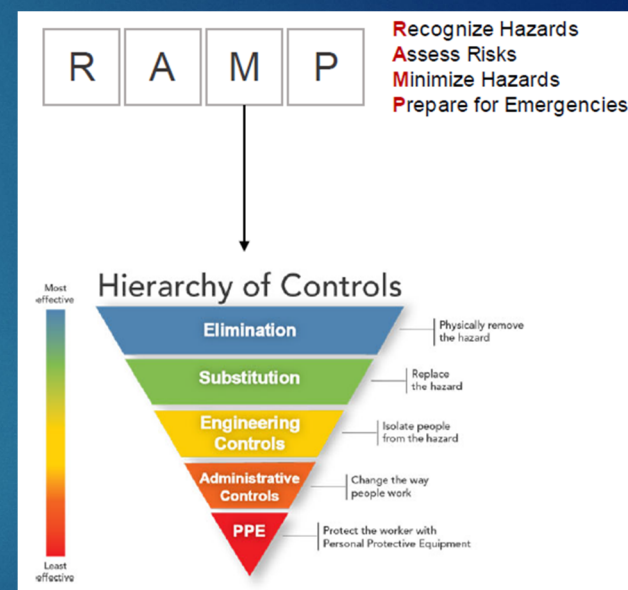 R A M P
Recognize Hazards
Assess Risks
Minimize Hazards
Prepare for Emergencies
Hierarchy of Controls
Most
effective
Elimination
Physically remove
the hazard
Substitution
Replace
the hazard
Engineering
Controls
Isolate people
from the hazard
Administrative
Controls
Change the way
people work
PPE
Protect the worker with
Personal Protective Equipment
Least
effective